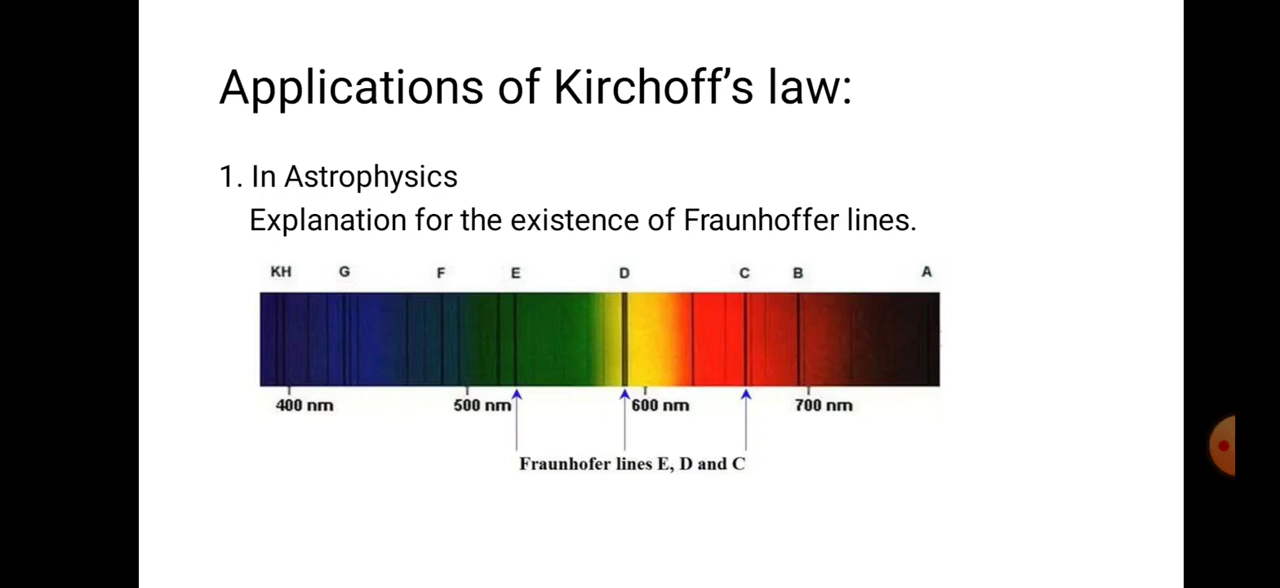 Applications of Kirchoff’s law:
1. In Astrophysics
Explanation for the existence of Fraunhoffer lines.
KH G F E D C B A
400 nm 500 nm 600 nm 700 nm
Fraunhofer lines E, D and C